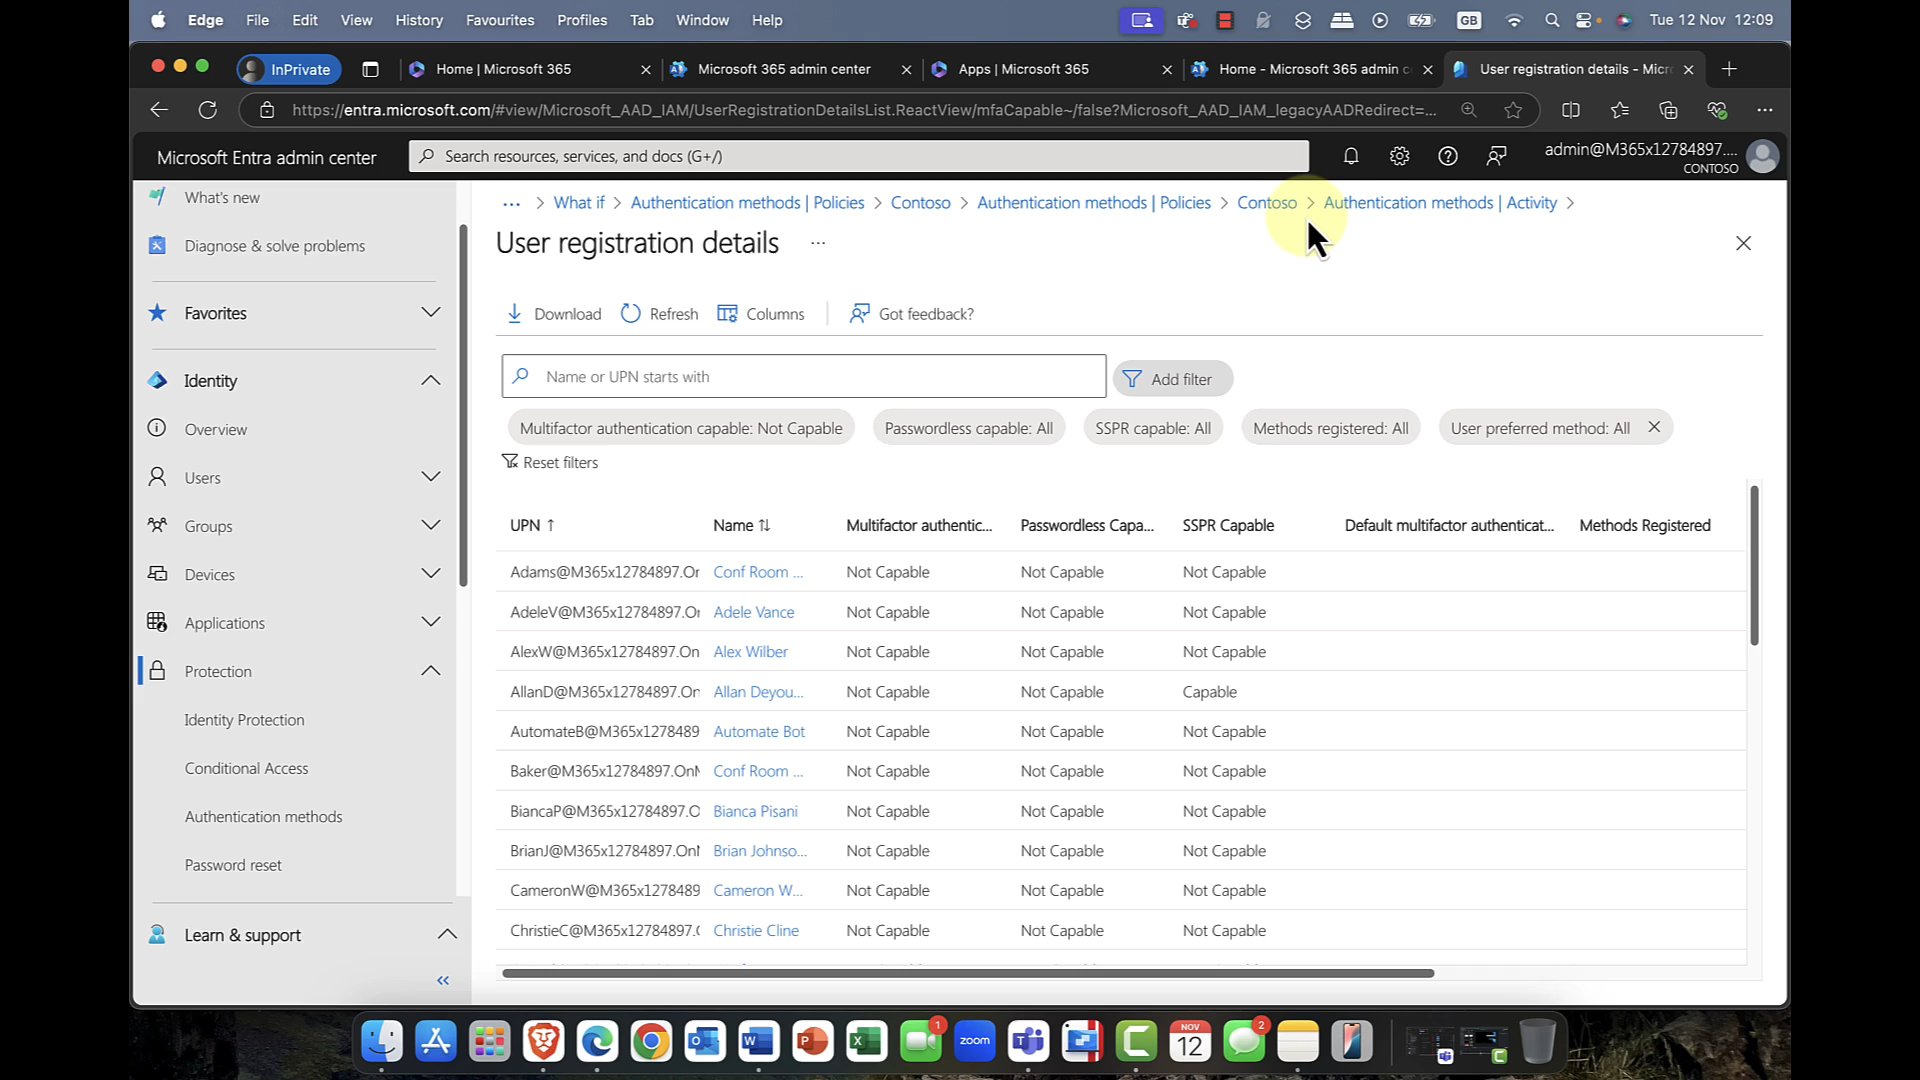 Edge File Edit View History Favourites Profiles Tab Window Help GB Tue 12 Nov 12:09
InPrivate Home | Microsoft 365 Microsoft 365 admin center Apps | Microsoft 365 Home - Microsoft 365 admin c User registration details - Micr
https://entra.microsoft.com/#view/Microsoft_AAD_IAM/UserRegistrationDetailsList.ReactView/mfaCapable~/false?Microsoft_AAD_IAM_legacyAADRedirect=...
Microsoft Entra admin center Search resources, services, and docs (G+/) admin@M365x12784897....
CONTOSO
What's new
Diagnose & solve problems
Favorites
Identity
Overview
Users
Groups
Devices
Applications
Protection
Identity Protection
Conditional Access
Authentication methods
Password reset
Learn & support
... > What if > Authentication methods | Policies > Contoso > Authentication methods | Policies > Contoso > Authentication methods | Activity >
User registration details ...
Download Refresh Columns Got feedback?
Name or UPN starts with Add filter
Multifactor authentication capable: Not Capable Passwordless capable: All SSPR capable: All Methods registered: All User preferred method: All
Reset filters
UPN ↑ Name ↑↓ Multifactor authentic... Passwordless Capa... SSPR Capable Default multifactor authenticat... Methods Registered
Adams@M365x12784897.Or Conf Room ... Not Capable Not Capable Not Capable
AdeleV@M365x12784897.Or Adele Vance Not Capable Not Capable Not Capable
AlexW@M365x12784897.On Alex Wilber Not Capable Not Capable Not Capable
AllanD@M365x12784897.On Allan Deyou... Not Capable Not Capable Capable
AutomateB@M365x1278489 Automate Bot Not Capable Not Capable Not Capable
Baker@M365x12784897.OnM Conf Room ... Not Capable Not Capable Not Capable
BiancaP@M365x12784897.O Bianca Pisani Not Capable Not Capable Not Capable
BrianJ@M365x12784897.OnM Brian Johnso... Not Capable Not Capable Not Capable
CameronW@M365x1278489 Cameron W... Not Capable Not Capable Not Capable
ChristieC@M365x12784897.O Christie Cline Not Capable Not Capable Not Capable
1 zoom NOV 12 2